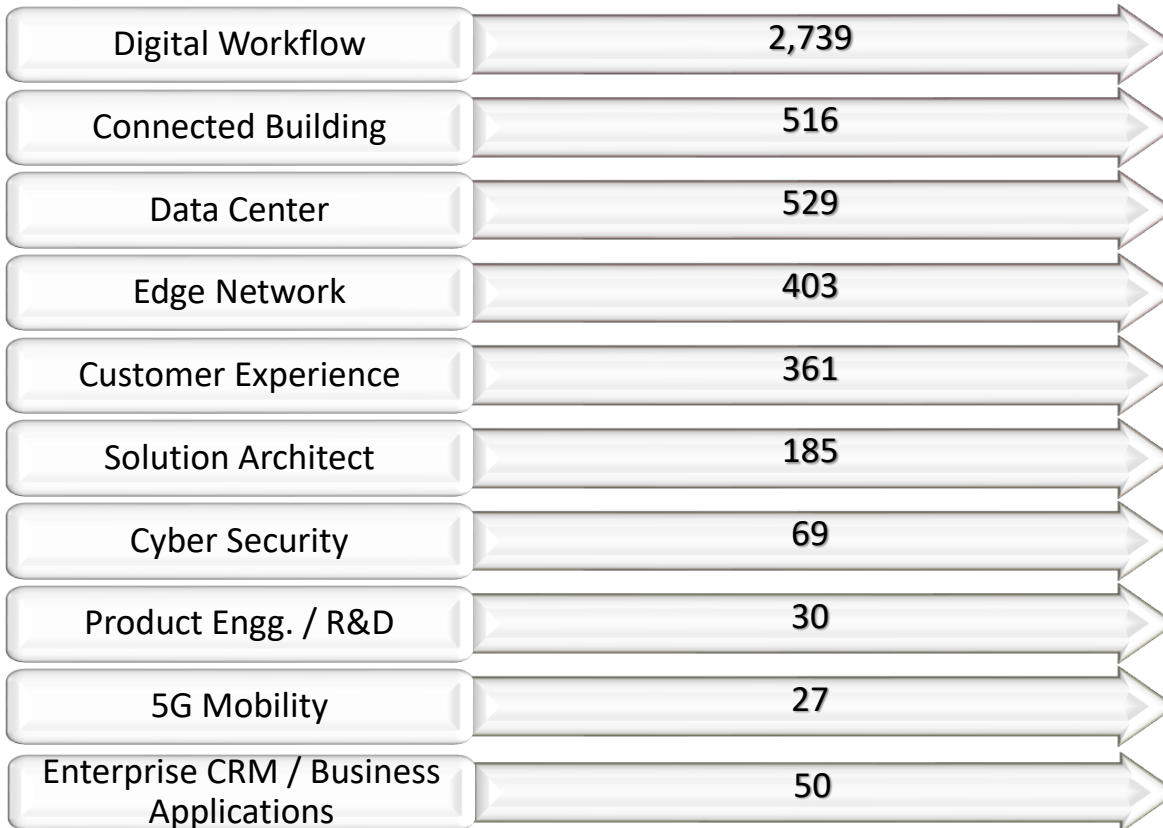 Digital Workflow 2,739
Connected Building 516
Data Center 529
Edge Network 403
Customer Experience 361
Solution Architect 185
Cyber Security 69
Product Engg. / R&D 30
5G Mobility 27
Enterprise CRM / Business
Applications 50